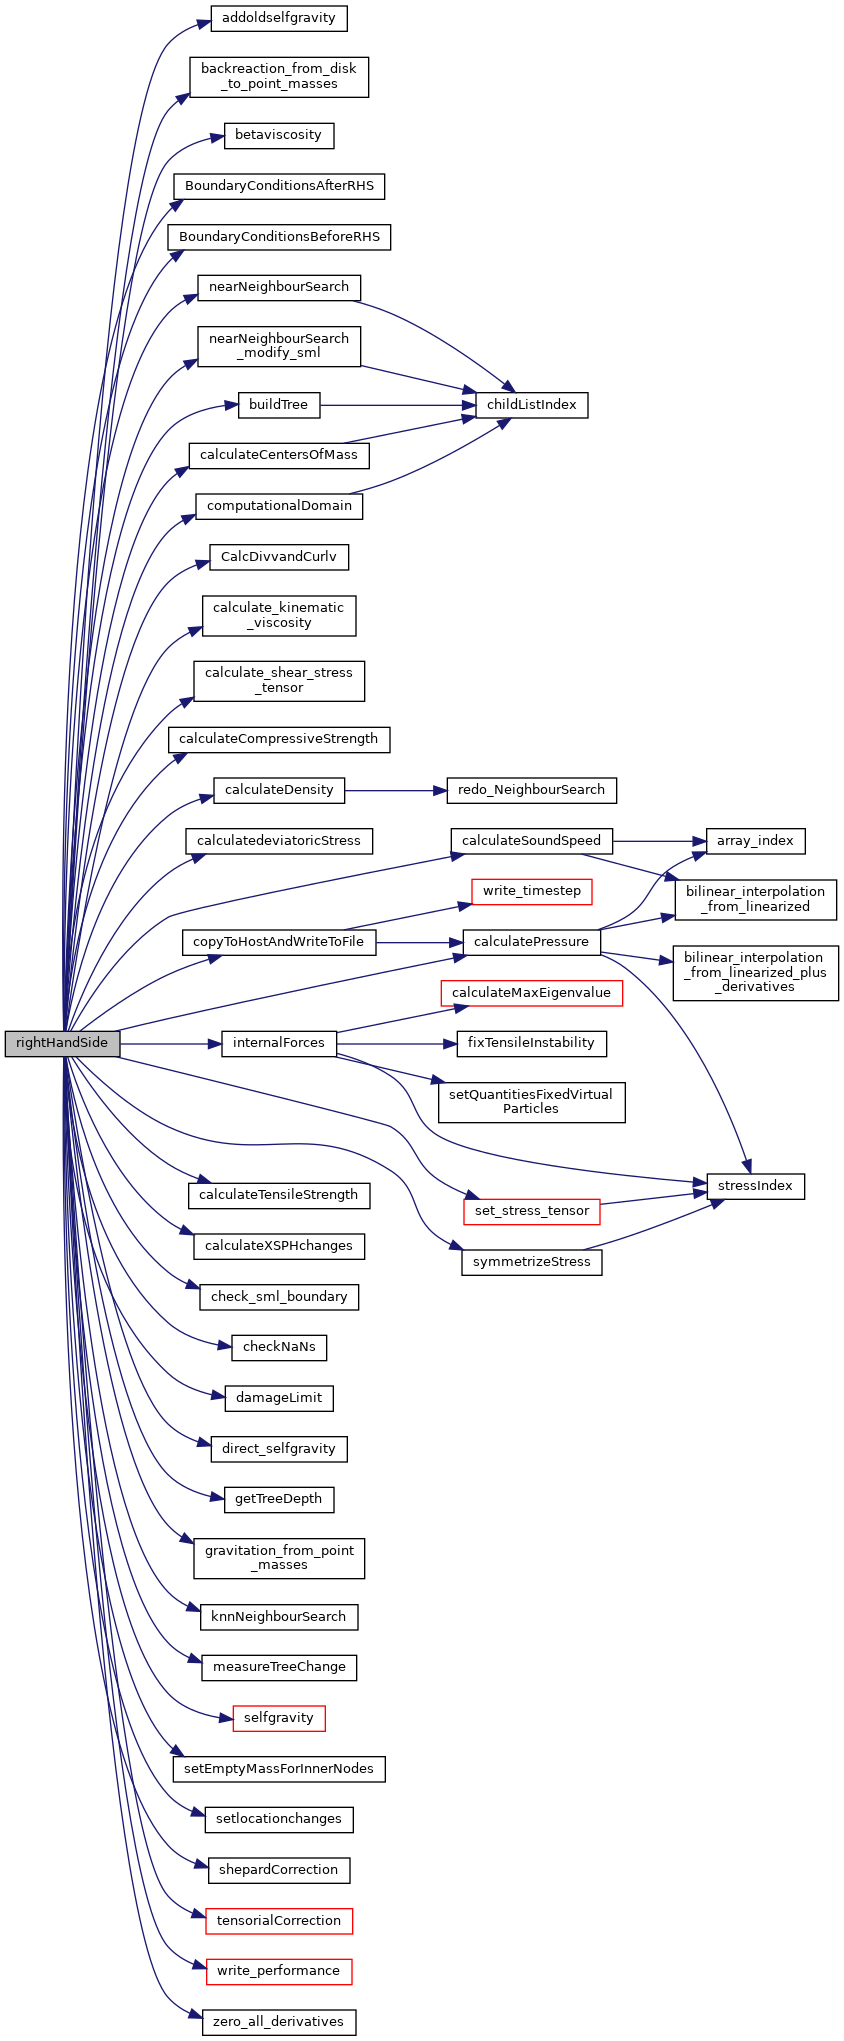 addoldselfgravity
backreaction_from_disk
_to_point_masses
betaviscosity
BoundaryConditionsAfterRHS
BoundaryConditionsBeforeRHS
nearNeighbourSearch
nearNeighbourSearch
_modify_sml
buildTree
childListIndex
calculateCentersOfMass
computationalDomain
CalcDivvandCurlv
calculate_kinematic
_viscosity
calculate_shear_stress
_tensor
calculateCompressiveStrength
calculateDensity
redo_NeighbourSearch
calculatedeviatoricStress
calculateSoundSpeed
array_index
write_timestep
bilinear_interpolation
_from_linearized
copyToHostAndWriteToFile
calculatePressure
bilinear_interpolation
_from_linearized_plus
_derivatives
calculateMaxEigenvalue
rightHandSide
internalForces
fixTensileInstability
setQuantitiesFixedVirtual
Particles
calculateTensileStrength
stressIndex
set_stress_tensor
calculateXSPHchanges
symmetrizeStress
check_sml_boundary
checkNaNs
damageLimit
direct_selfgravity
getTreeDepth
gravitation_from_point
_masses
knnNeighbourSearch
measureTreeChange
selfgravity
setEmptyMassForInnerNodes
setlocationchanges
shepardCorrection
tensorialCorrection
write_performance
zero_all_derivatives